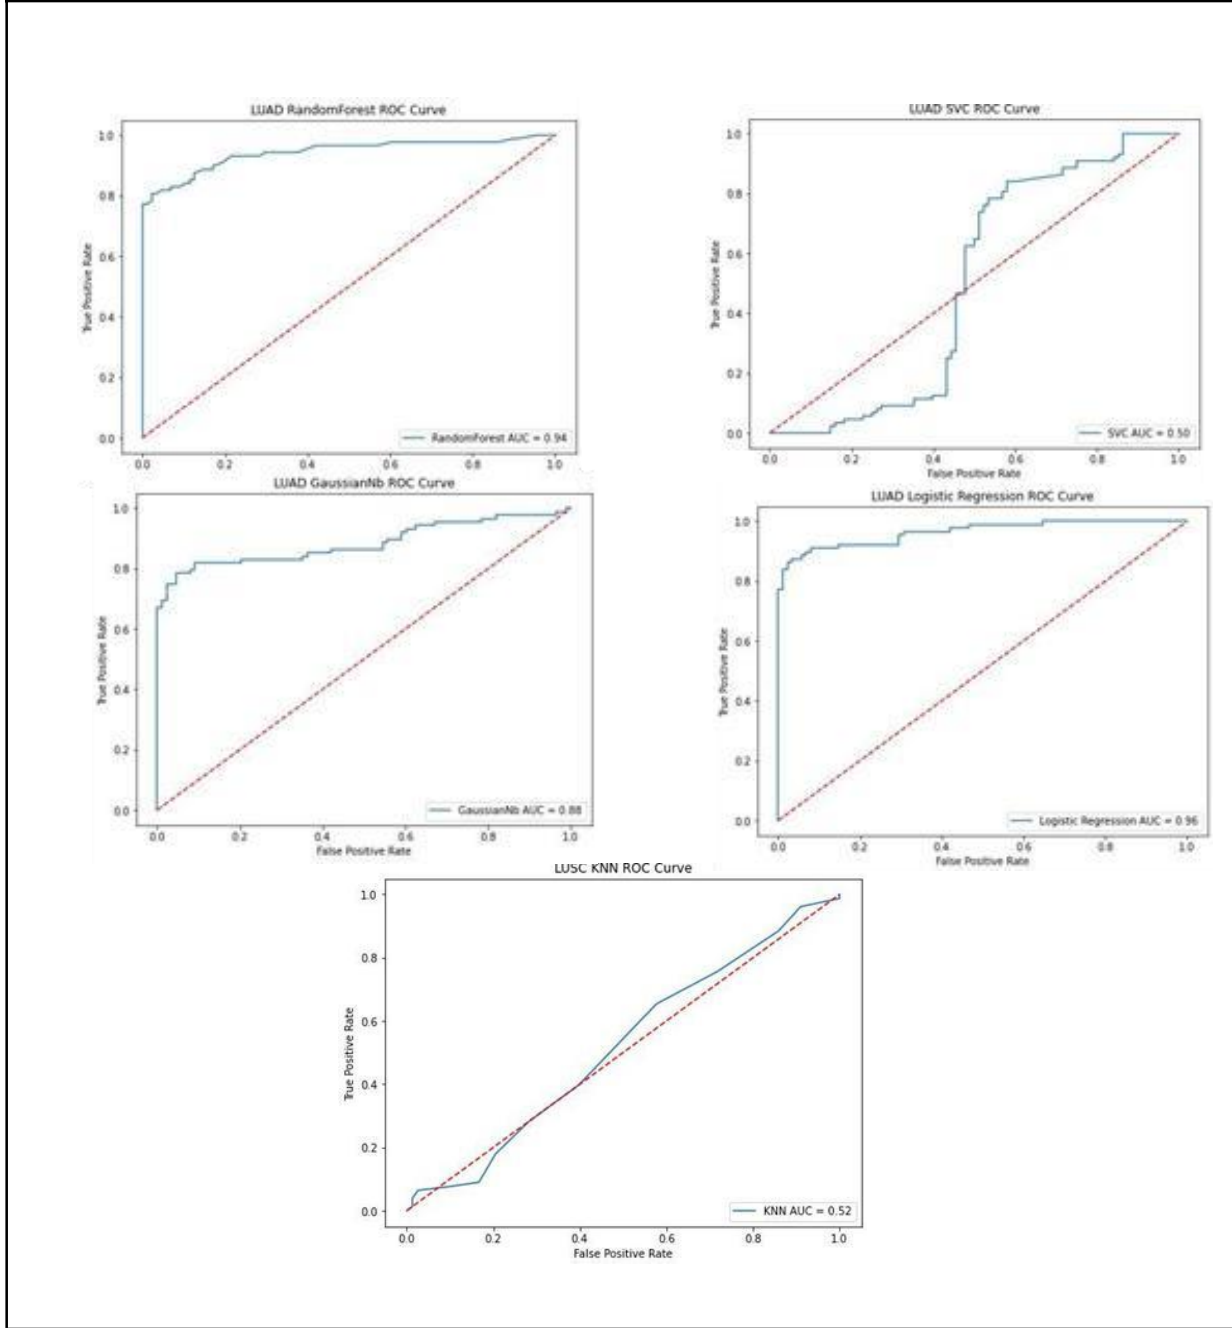 LUAD RandomForest ROC Curve
True Positive Rate
1.0
0.8
0.6
0.4
0.2
0.0
0.0 0.2 0.4 0.6 0.8 1.0
RandomForest AUC = 0.94
LUAD SVC ROC Curve
True Positive Rate
1.0
0.8
0.6
0.4
0.2
0.0
0.0 0.2 0.4 0.6 0.8 1.0
SVC AUC = 0.50
False Positive Rate
LUAD GaussianNb ROC Curve
True Positive Rate
1.0
0.8
0.6
0.4
0.2
0.0
0.0 0.2 0.4 0.6 0.8 1.0
GaussianNb AUC = 0.88
False Positive Rate
LUAD Logistic Regression ROC Curve
True Positive Rate
1.0
0.8
0.6
0.4
0.2
0.0
0.0 0.2 0.4 0.6 0.8 1.0
Logistic Regression AUC = 0.96
False Positive Rate
LUSC KNN ROC Curve
True Positive Rate
1.0
0.8
0.6
0.4
0.2
0.0
0.0 0.2 0.4 0.6 0.8 1.0
KNN AUC = 0.52
False Positive Rate